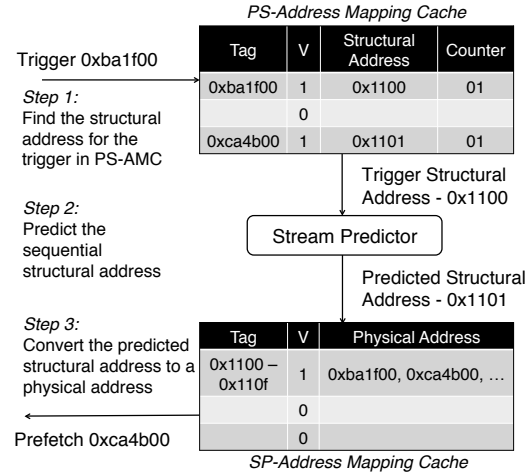 PS-Address Mapping Cache
Tag V Structural Address Counter
Trigger 0xba1f00
0xba1f00 1 0x1100 01
0
0xca4b00 1 0x1101 01
Step 1:
Find the structural
address for the
trigger in PS-AMC
Trigger Structural
Address - 0x1100
Step 2:
Predict the
sequential
structural address
Stream Predictor
Predicted Structural
Address - 0x1101
Step 3:
Convert the predicted
structural address to a
physical address
Tag V Physical Address
0x1100 –
0x110f
1 0xba1f00, 0xca4b00, …
0
0
Prefetch 0xca4b00
SP-Address Mapping Cache